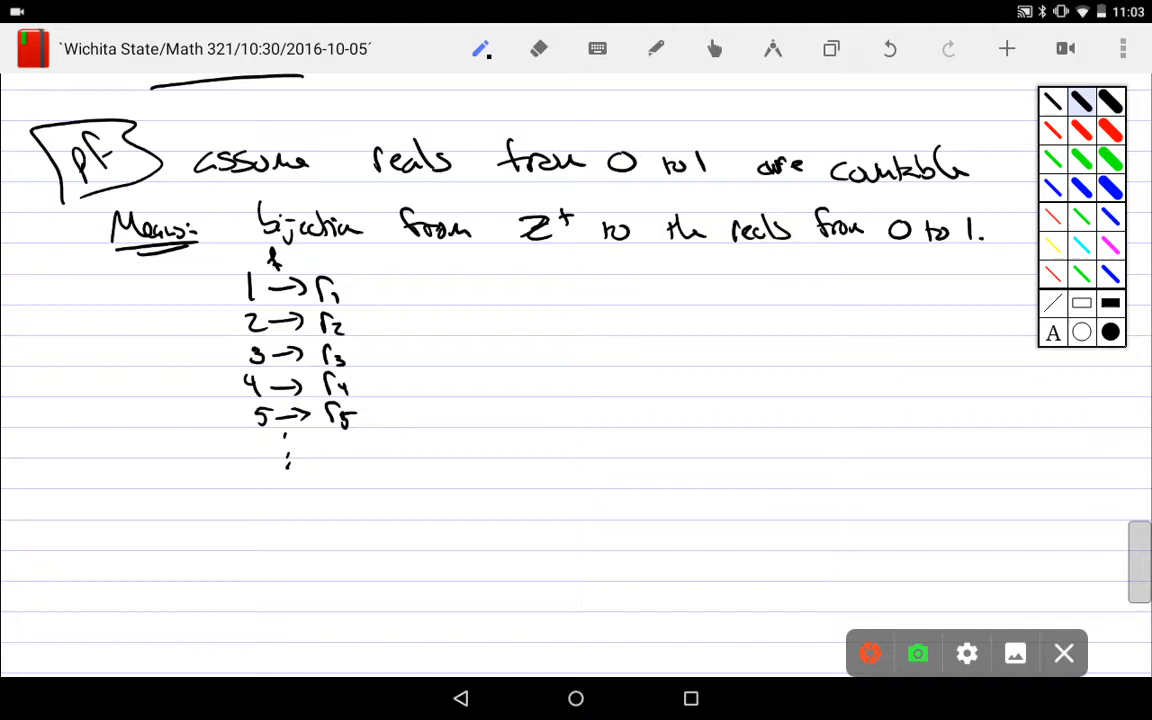 11:03
`Wichita State/Math 321/10:30/2016-10-05´
A
pf assume reals from 0 to 1 are countable
Means: bijection from Z+ to the reals from 0 to 1.
f
1 → r1
2 → r2
3 → r3
4 → r4
5 → r5
⋮